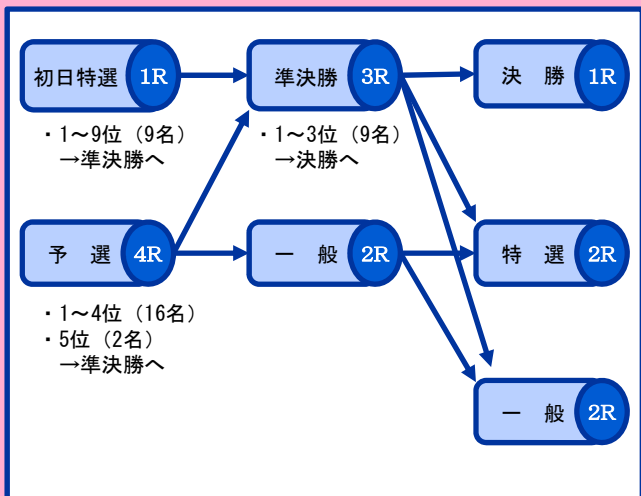 初日特選 1R
・1～9位（9名）
→準決勝へ
準決勝 3R
・1～3位（9名）
→決勝へ
決 勝 1R
予 選 4R
・1～4位（16名）
・5位（2名）
→準決勝へ
一 般 2R
特 選 2R
一 般 2R